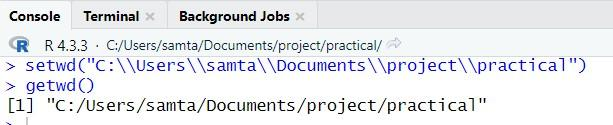 Console Terminal × Background Jobs ×
R R 4.3.3 · C:/Users/samta/Documents/project/practical/
> setwd("C:\\Users\\samta\\Documents\\project\\practical")
> getwd()
[1] "C:/Users/samta/Documents/project/practical"
>